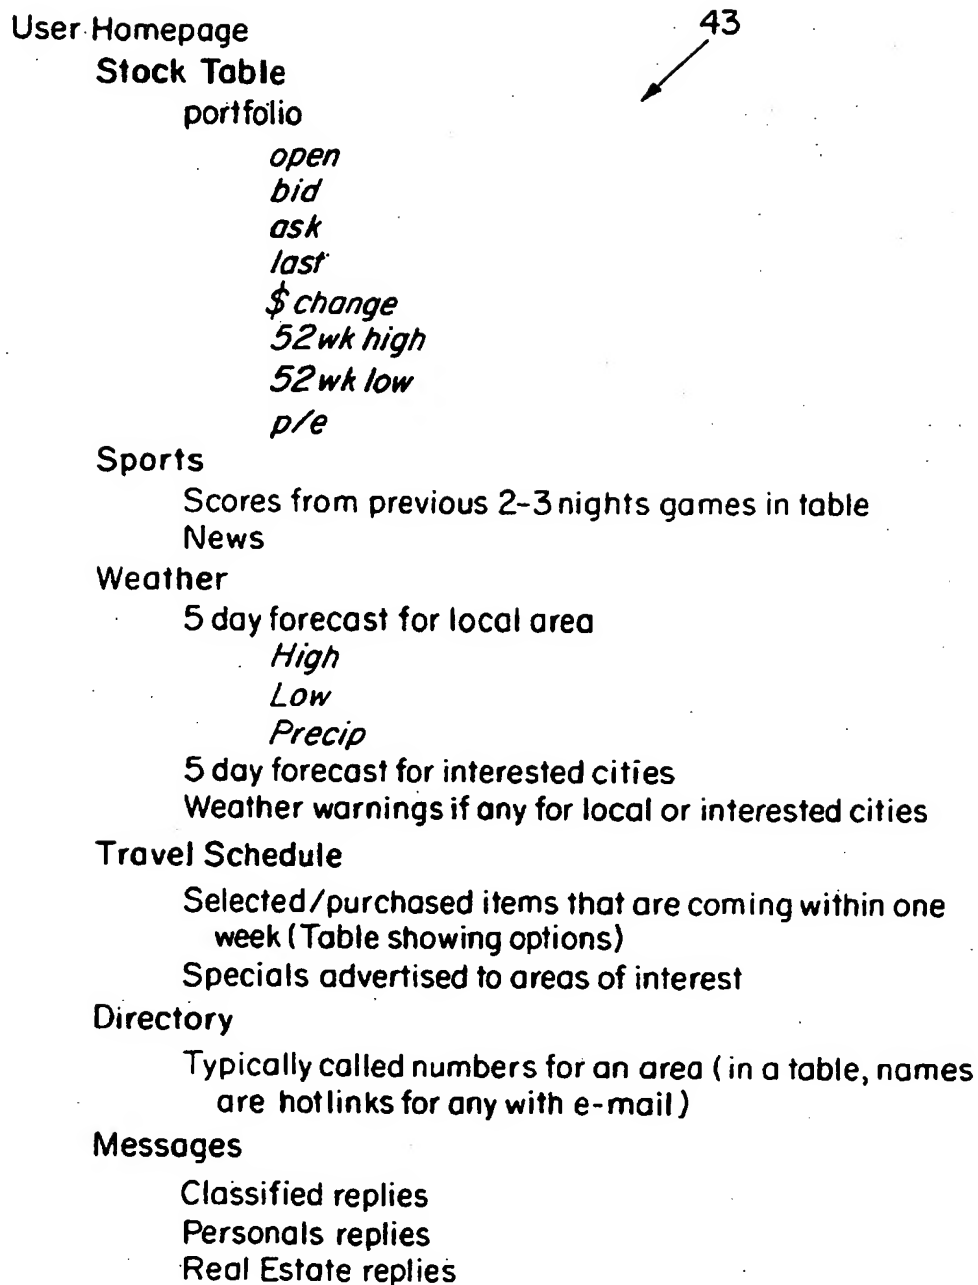 User Homepage
43
Stock Table
portfolio
open
bid
ask
last
$ change
52 wk high
52 wk low
p/e
Sports
Scores from previous 2-3 nights games in table
News
Weather
5 day forecast for local area
High
Low
Precip
5 day forecast for interested cities
Weather warnings if any for local or interested cities
Travel Schedule
Selected/purchased items that are coming within one
week (Table showing options)
Specials advertised to areas of interest
Directory
Typically called numbers for an area (in a table, names
are hotlinks for any with e-mail)
Messages
Classified replies
Personals replies
Real Estate replies